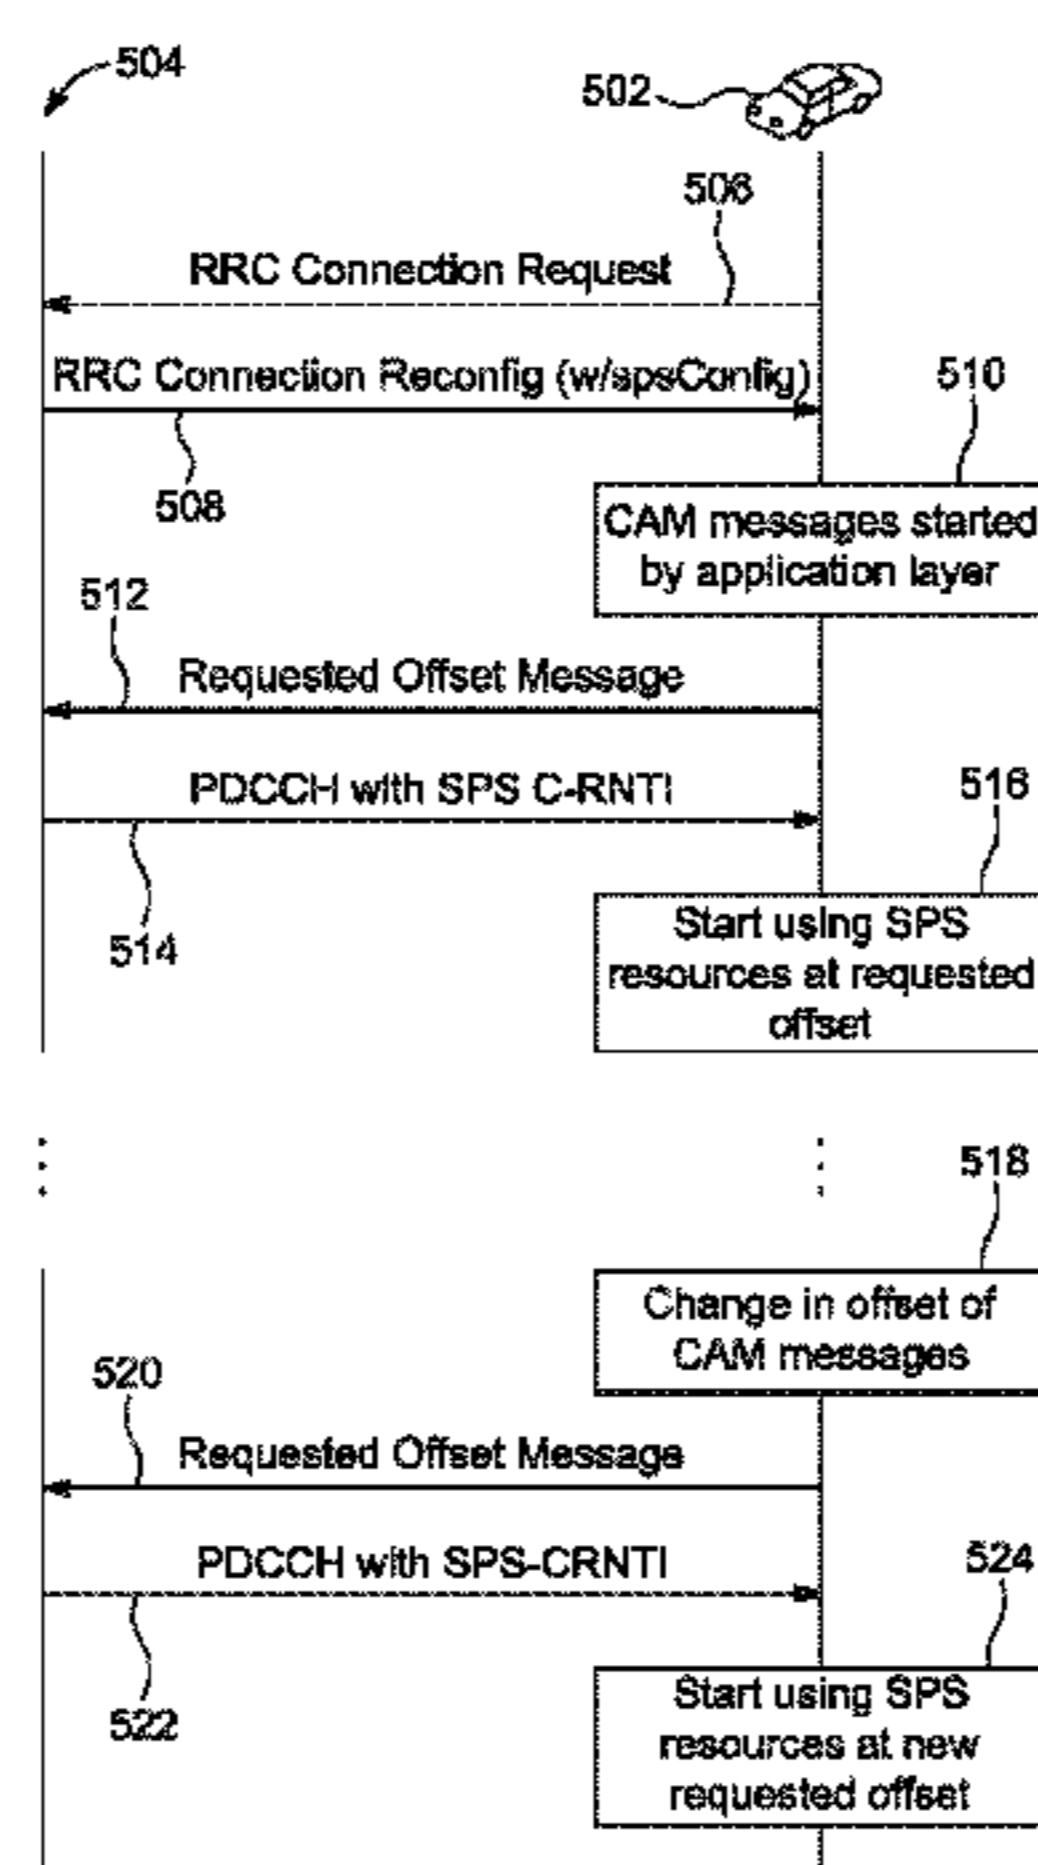 504
502
506
RRC Connection Request
RRC Connection Reconfig (w/spsConfig)
510
508
CAM messages started
by application layer
512
Requested Offset Message
PDCCH with SPS C-RNTI
516
514
Start using SPS
resources at requested
offset
518
Change in offset of
CAM messages
520
Requested Offset Message
PDCCH with SPS-CRNTI
524
522
Start using SPS
resources at new
requested offset